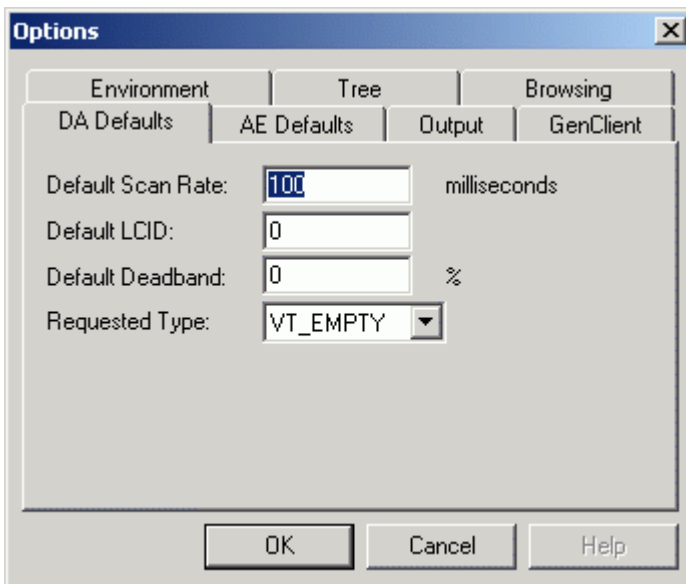 Options
Environment Tree Browsing
DA Defaults AE Defaults Output GenClient
Default Scan Rate: 100 milliseconds
Default LCID: 0
Default Deadband: 0 %
Requested Type: VT_EMPTY
OK Cancel Help